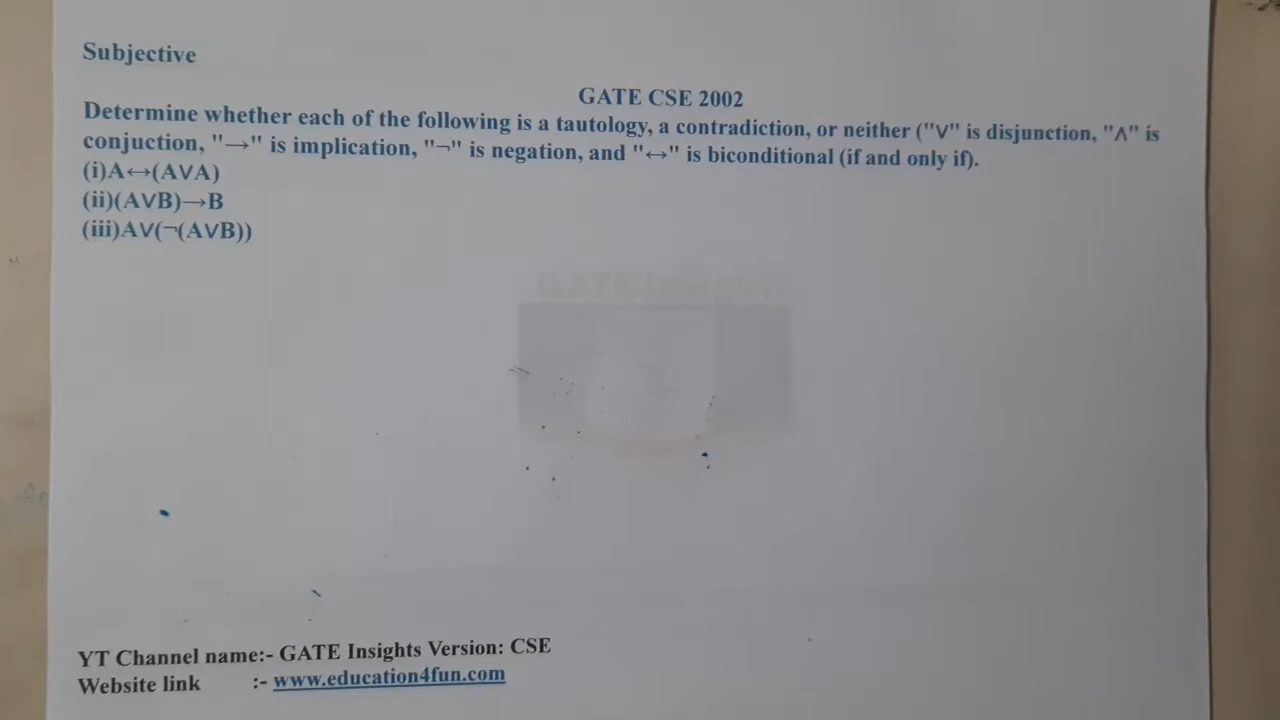 Subjective
GATE CSE 2002
Determine whether each of the following is a tautology, a contradiction, or neither ("∨" is disjunction, "∧" is
conjuction, "→" is implication, "¬" is negation, and "↔" is biconditional (if and only if).
(i)A↔(A∨A)
(ii)(A∨B)→B
(iii)A∨(¬(A∨B))
YT Channel name:- GATE Insights Version: CSE
Website link :- www.education4fun.com